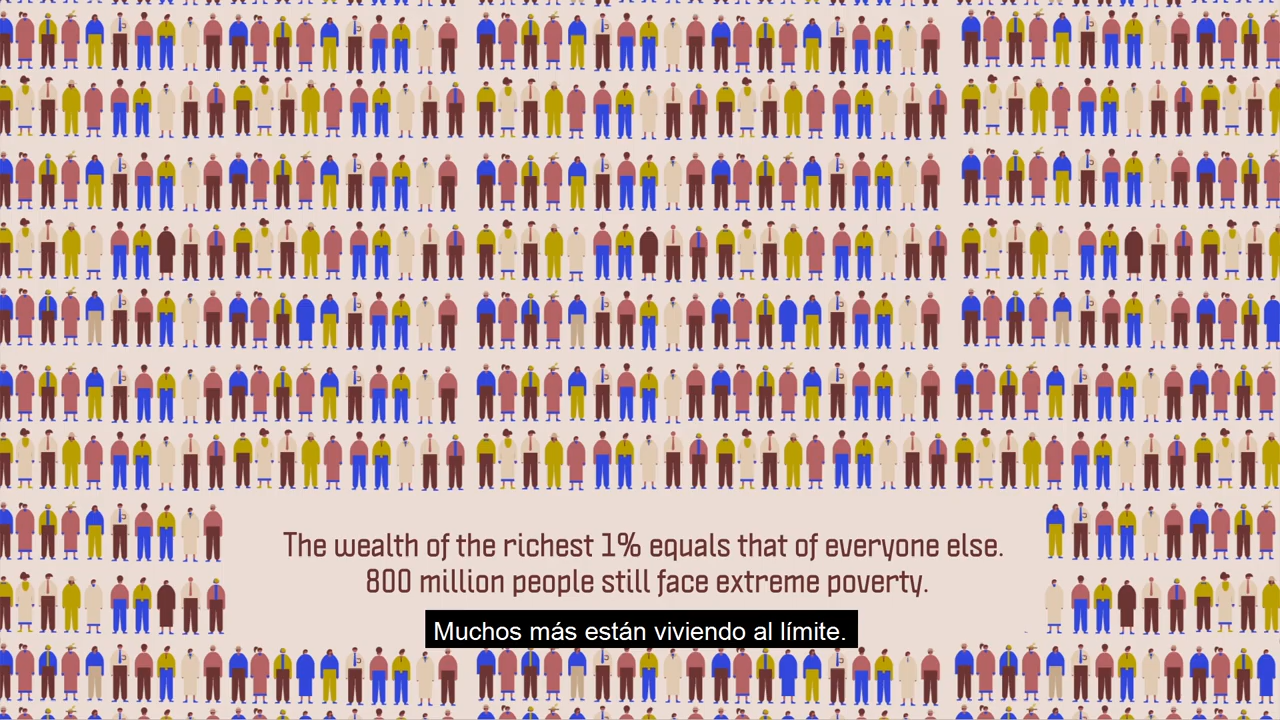 The wealth of the richest 1% equals that of everyone else.
800 million people still face extreme poverty.
Muchos más están viviendo al límite.